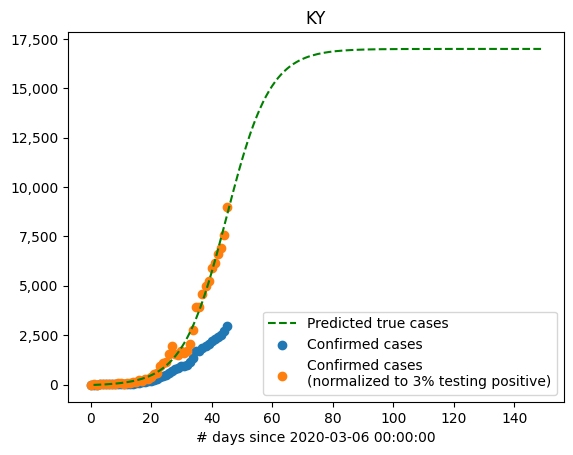 KY
17,500
15,000
12,500
10,000
7,500
5,000
2,500
0
Predicted true cases
Confirmed cases
Confirmed cases
(normalized to 3% testing positive)
0 20 40 60 80 100 120 140
# days since 2020-03-06 00:00:00